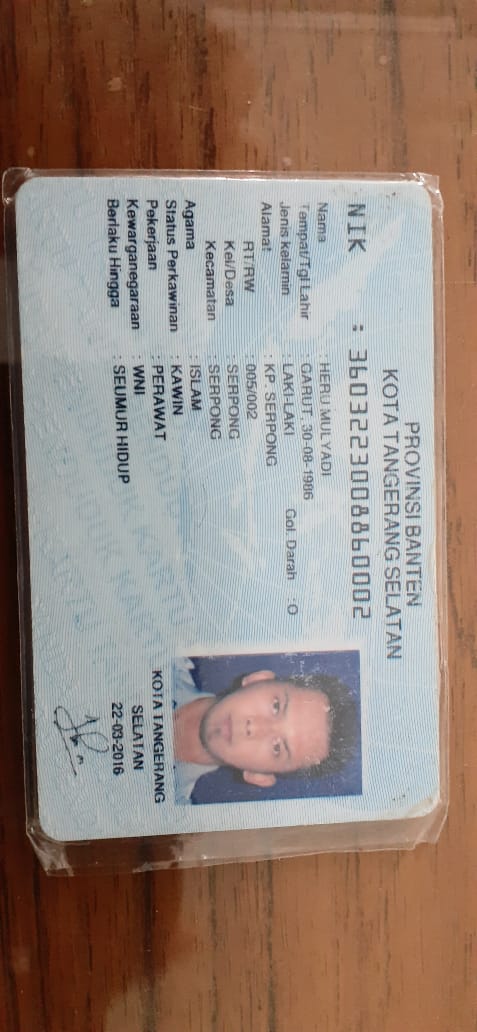 PROVINSI BANTEN
KOTA TANGERANG SELATAN
NIK : 3603223008860002
Nama : HERU MULYADI
Tempat/Tgl Lahir : GARUT, 30-08-1986
Jenis kelamin : LAKI-LAKI Gol. Darah : O
Alamat : KP. SERPONG
RT/RW : 005/002
Kel/Desa : SERPONG
Kecamatan : SERPONG
Agama : ISLAM
Status Perkawinan : KAWIN
Pekerjaan : PERAWAT
Kewarganegaraan : WNI
Berlaku Hingga : SEUMUR HIDUP
KOTA TANGERANG
SELATAN
22-03-2016